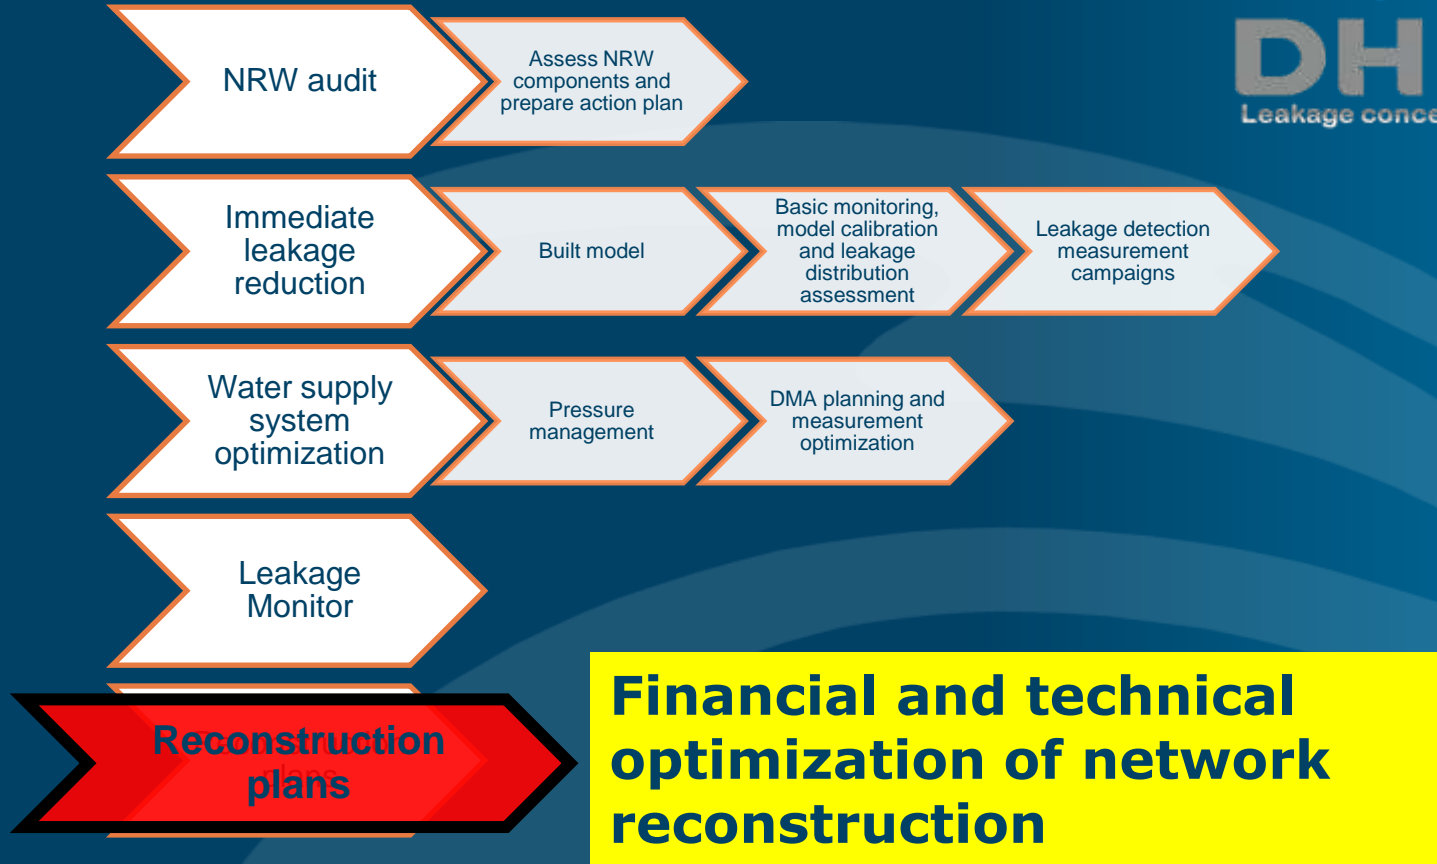 DH
Leakage conce
NRW audit
Assess NRW
components and
prepare action plan
Immediate
leakage
reduction
Built model
Basic monitoring,
model calibration
and leakage
distribution
assessment
Leakage detection
measurement
campaigns
Water supply
system
optimization
Pressure
management
DMA planning and
measurement
optimization
Leakage
Monitor
Reconstruction
plans
Financial and technical
optimization of network
reconstruction